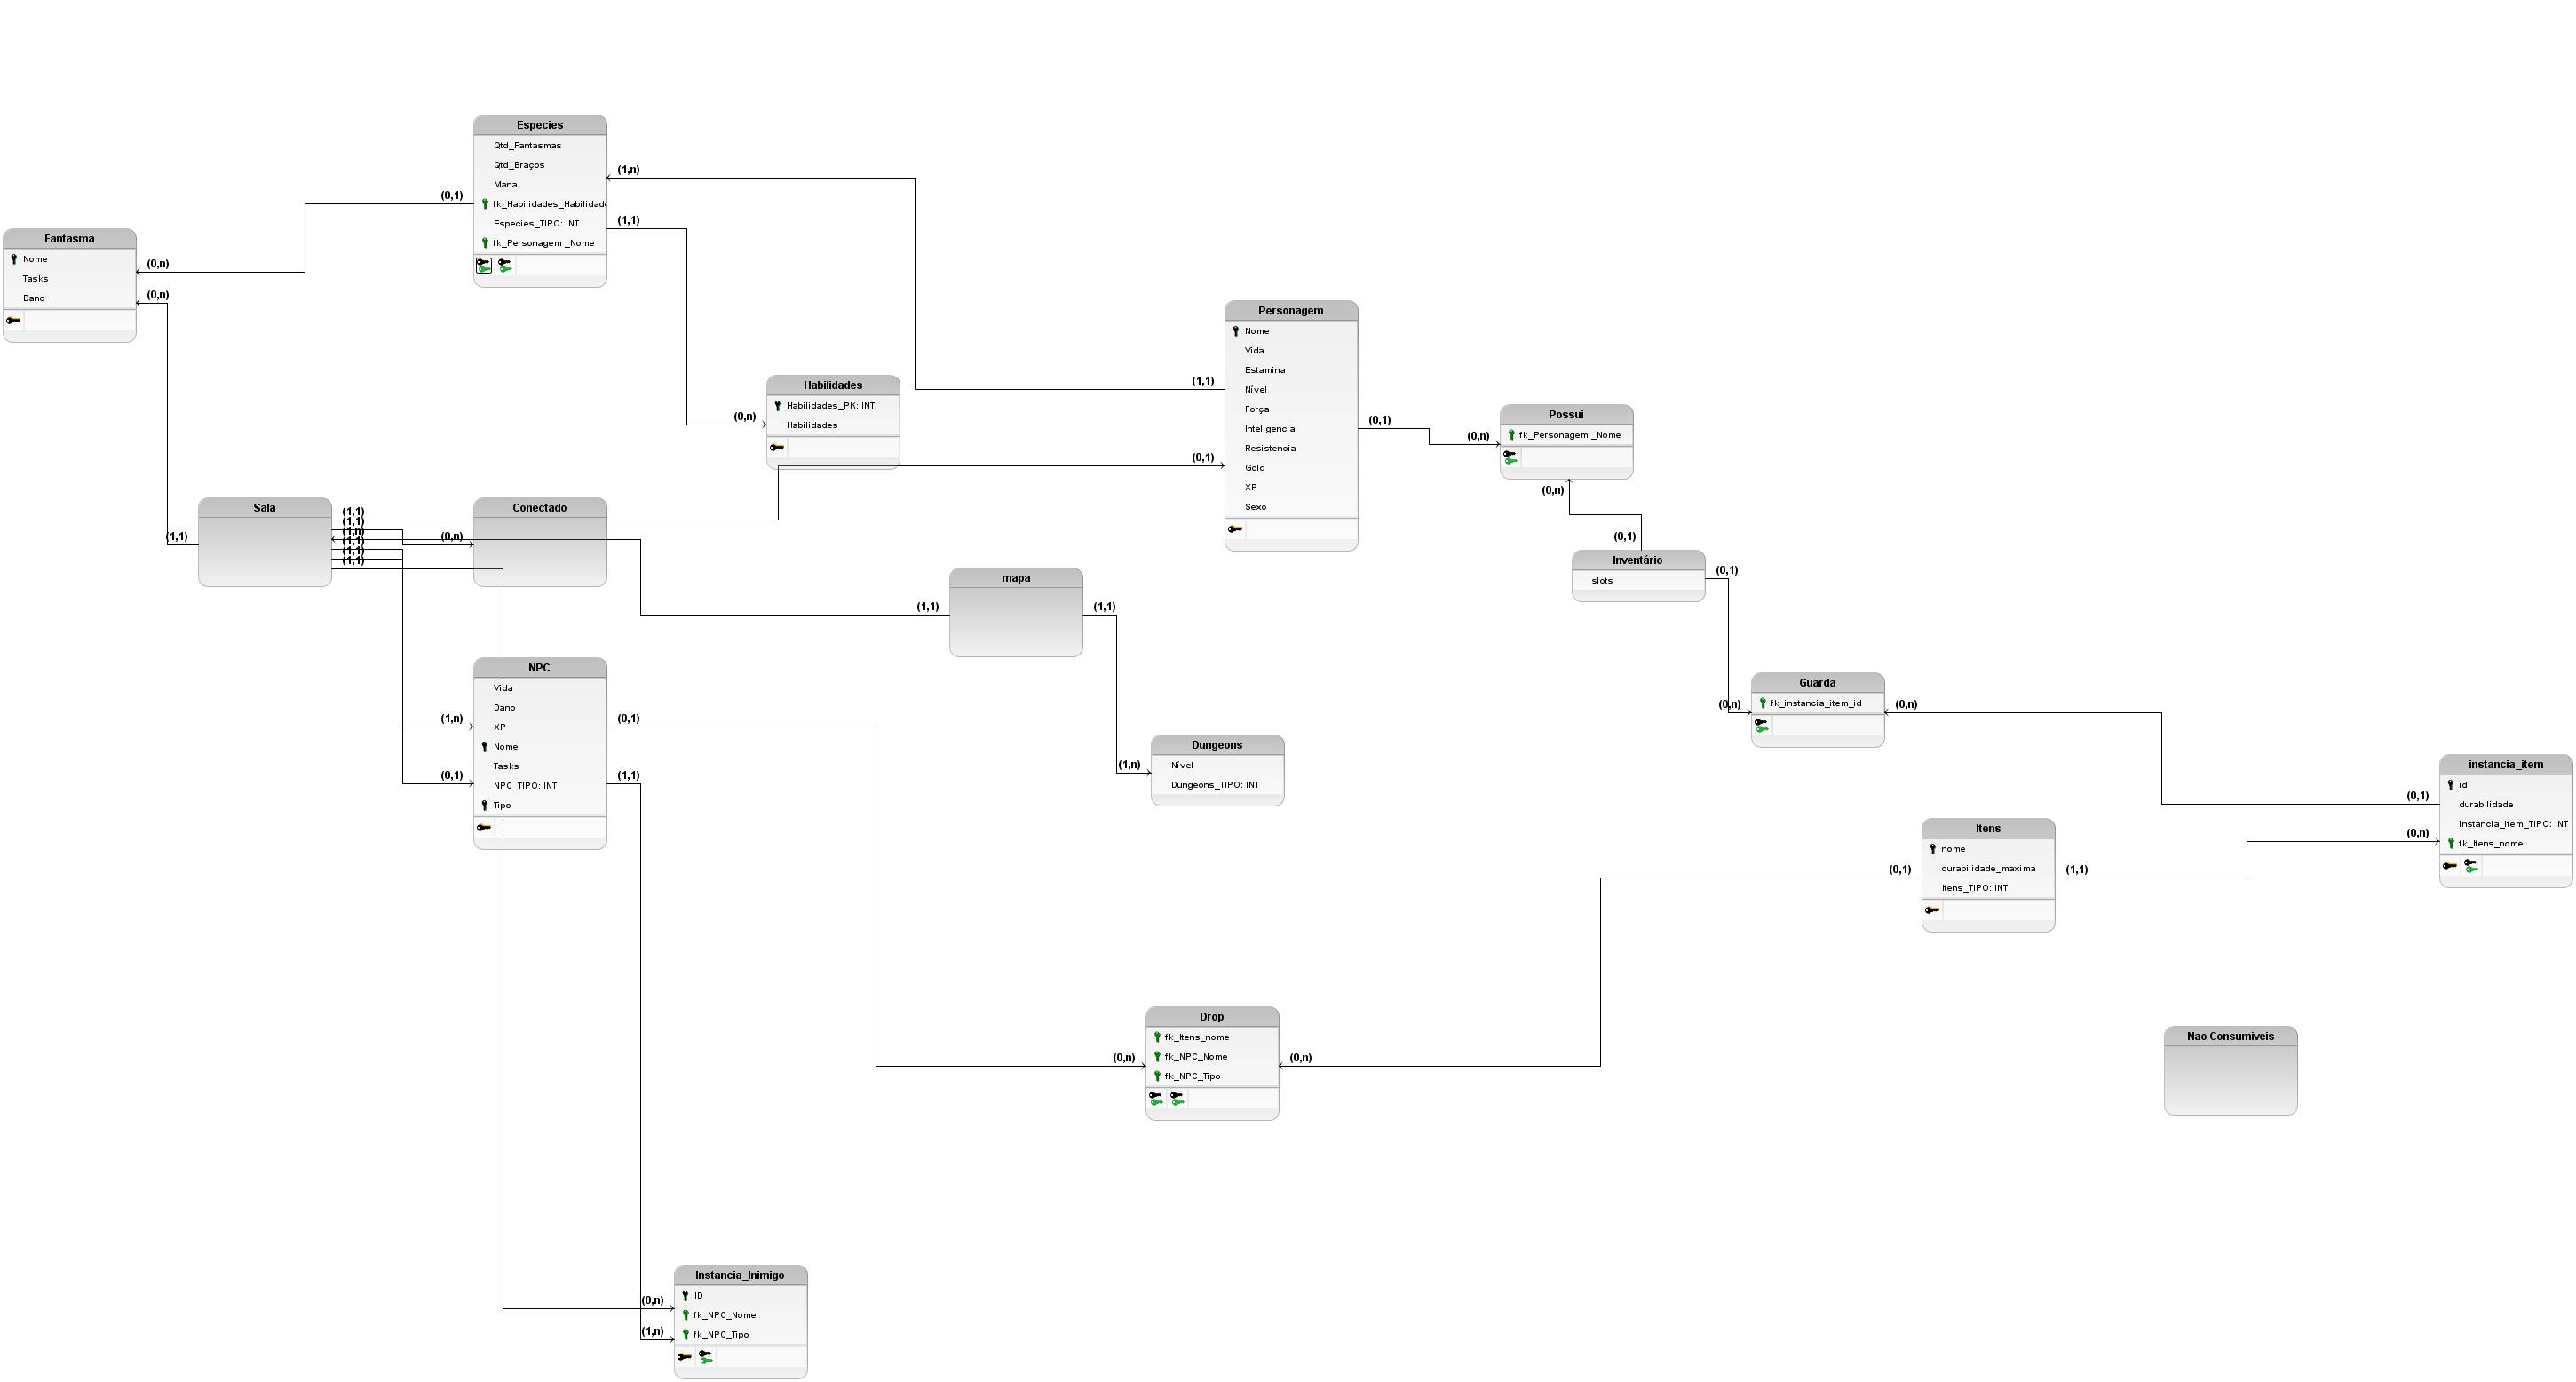 Especies
Qtd_Fantasmas
Qtd_Braços
Mana
fk_Habilidades_Habilidade
Especies_TIPO: INT
fk_Personagem _Nome
(0,1)
(1,n)
(1,1)
Fantasma
Nome
Tasks
Dano
(0,n)
(0,n)
Habilidades
Habilidades_PK: INT
Habilidades
(0,n)
Personagem
Nome
Vida
Estamina
Nível
Força
Inteligencia
Resistencia
Gold
XP
Sexo
(1,1)
(0,1)
(0,1)
Possui
fk_Personagem _Nome
(0,n)
(0,n)
Sala
(1,1)
(1,1)
(1,1)
(1,n)
(1,1)
(1,1)
(1,1)
Conectado
(0,n)
mapa
(1,1)
(1,1)
Inventário
slots
(0,1)
(0,1)
NPC
Vida
Dano
XP
Nome
Tasks
NPC_TIPO: INT
Tipo
(1,n)
(0,1)
(0,1)
(1,1)
Guarda
fk_instancia_item_id
(0,n)
(0,n)
Dungeons
Nível
Dungeons_TIPO: INT
(1,n)
instancia_item
id
durabilidade
instancia_item_TIPO: INT
fk_Itens_nome
(0,1)
(0,n)
Itens
nome
durabilidade_maxima
Itens_TIPO: INT
(0,1)
(1,1)
Drop
fk_Itens_nome
fk_NPC_Nome
fk_NPC_Tipo
(0,n)
(0,n)
Nao Consumiveis
Instancia_Inimigo
ID
fk_NPC_Nome
fk_NPC_Tipo
(0,n)
(1,n)